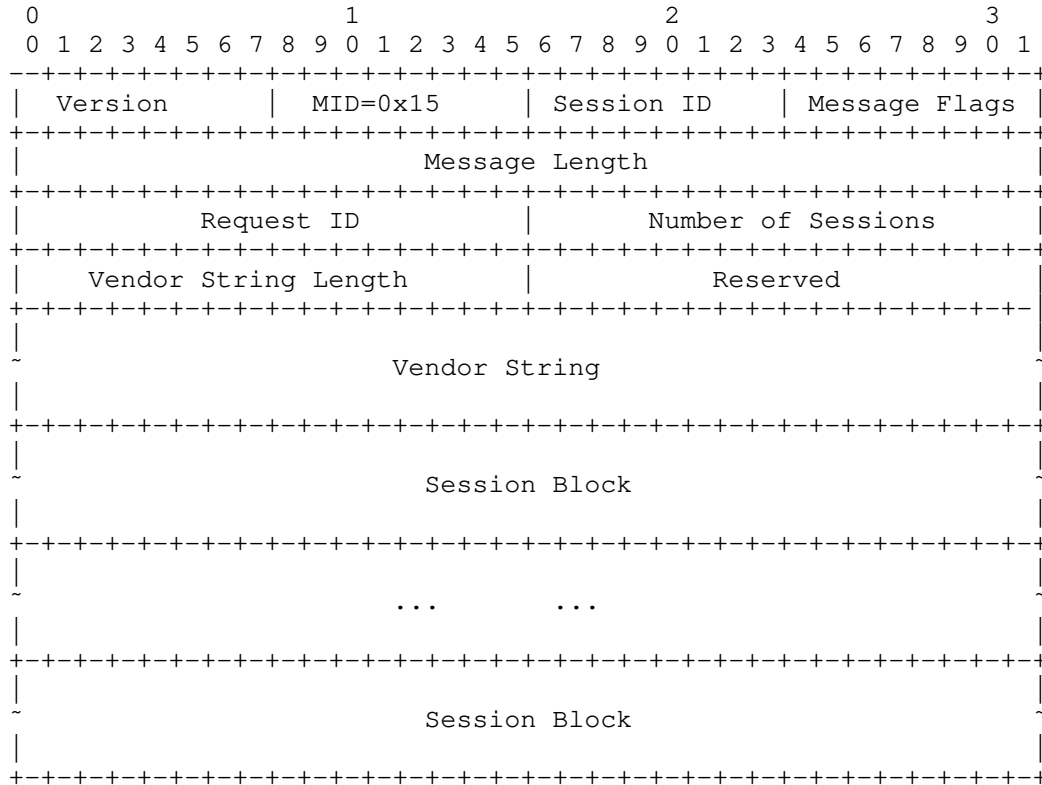 0 1 2 3
0 1 2 3 4 5 6 7 8 9 0 1 2 3 4 5 6 7 8 9 0 1 2 3 4 5 6 7 8 9 0 1
--+-+-+-+-+-+-+-+-+-+-+-+-+-+-+-+-+-+-+-+-+-+-+-+-+-+-+-+-+-+-+-+
| Version | MID=0x15 | Session ID | Message Flags |
+-+-+-+-+-+-+-+-+-+-+-+-+-+-+-+-+-+-+-+-+-+-+-+-+-+-+-+-+-+-+-+-+
| Message Length |
+-+-+-+-+-+-+-+-+-+-+-+-+-+-+-+-+-+-+-+-+-+-+-+-+-+-+-+-+-+-+-+-+
| Request ID | Number of Sessions |
+-+-+-+-+-+-+-+-+-+-+-+-+-+-+-+-+-+-+-+-+-+-+-+-+-+-+-+-+-+-+-+-+
| Vendor String Length | Reserved |
+-+-+-+-+-+-+-+-+-+-+-+-+-+-+-+-+-+-+-+-+-+-+-+-+-+-+-+-+-+-+-+-|
| |
~ Vendor String ~
| |
+-+-+-+-+-+-+-+-+-+-+-+-+-+-+-+-+-+-+-+-+-+-+-+-+-+-+-+-+-+-+-+-+
| |
~ Session Block ~
| |
+-+-+-+-+-+-+-+-+-+-+-+-+-+-+-+-+-+-+-+-+-+-+-+-+-+-+-+-+-+-+-+-+
| |
~ ... ... ~
| |
+-+-+-+-+-+-+-+-+-+-+-+-+-+-+-+-+-+-+-+-+-+-+-+-+-+-+-+-+-+-+-+-+
| |
~ Session Block ~
| |
+-+-+-+-+-+-+-+-+-+-+-+-+-+-+-+-+-+-+-+-+-+-+-+-+-+-+-+-+-+-+-+-+